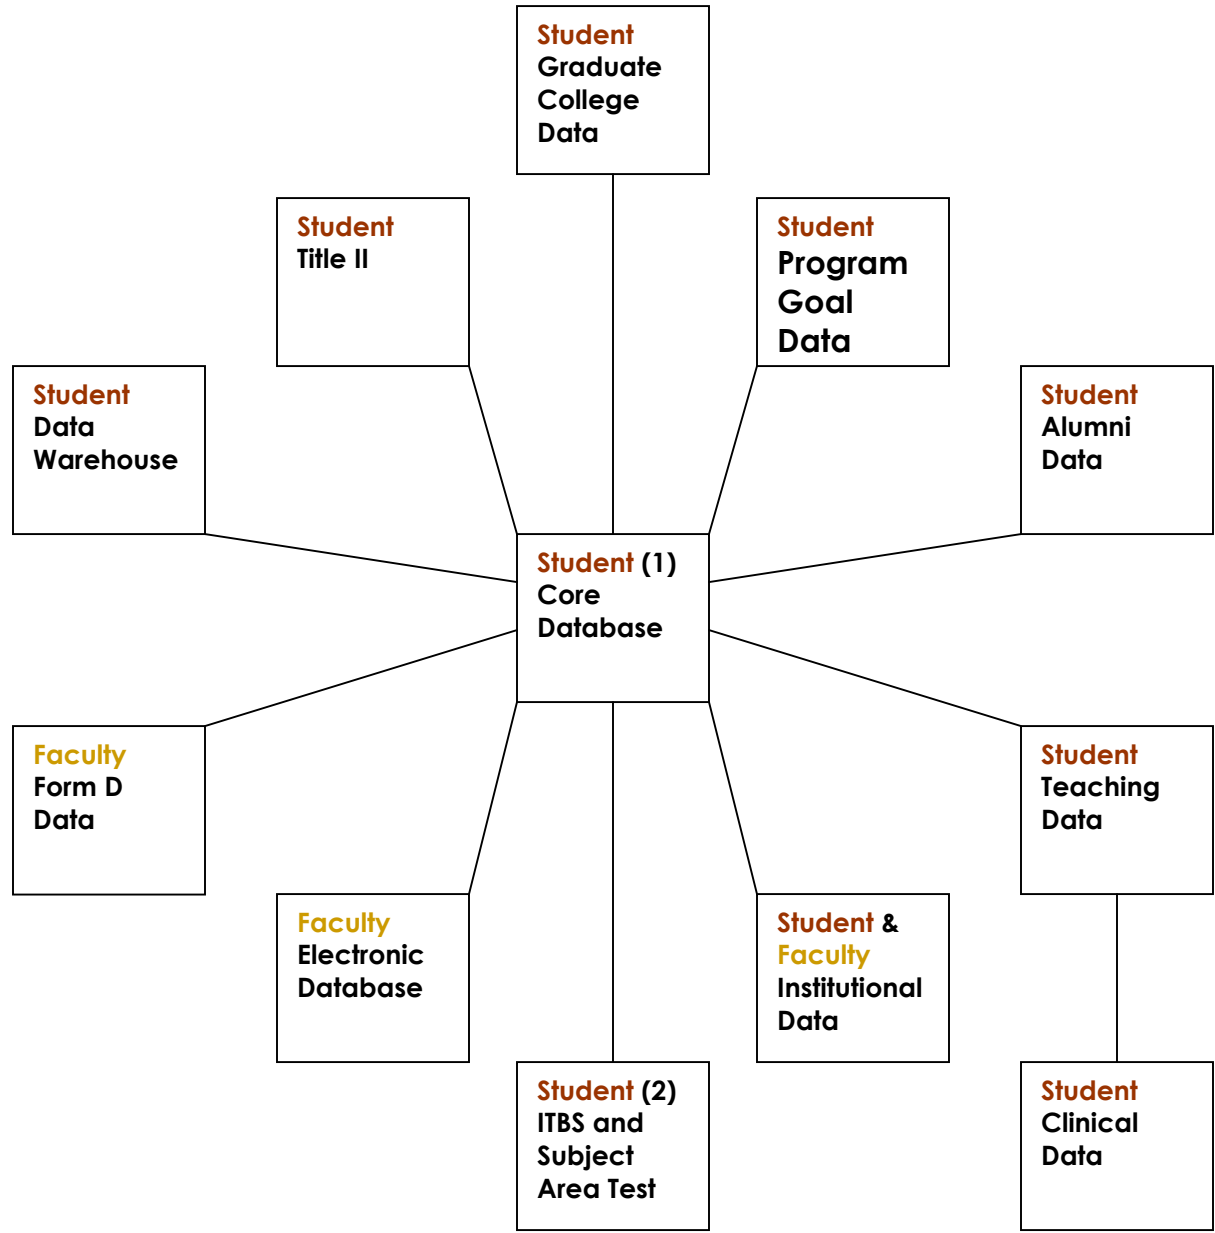 Student
Graduate
College
Data
Student
Title II
Student
Program
Goal
Data
Student
Data
Warehouse
Student
Alumni
Data
Student (1)
Core
Database
Faculty
Form D
Data
Student
Teaching
Data
Faculty
Electronic
Database
Student &
Faculty
Institutional
Data
Student (2)
ITBS and
Subject
Area Test
Student
Clinical
Data